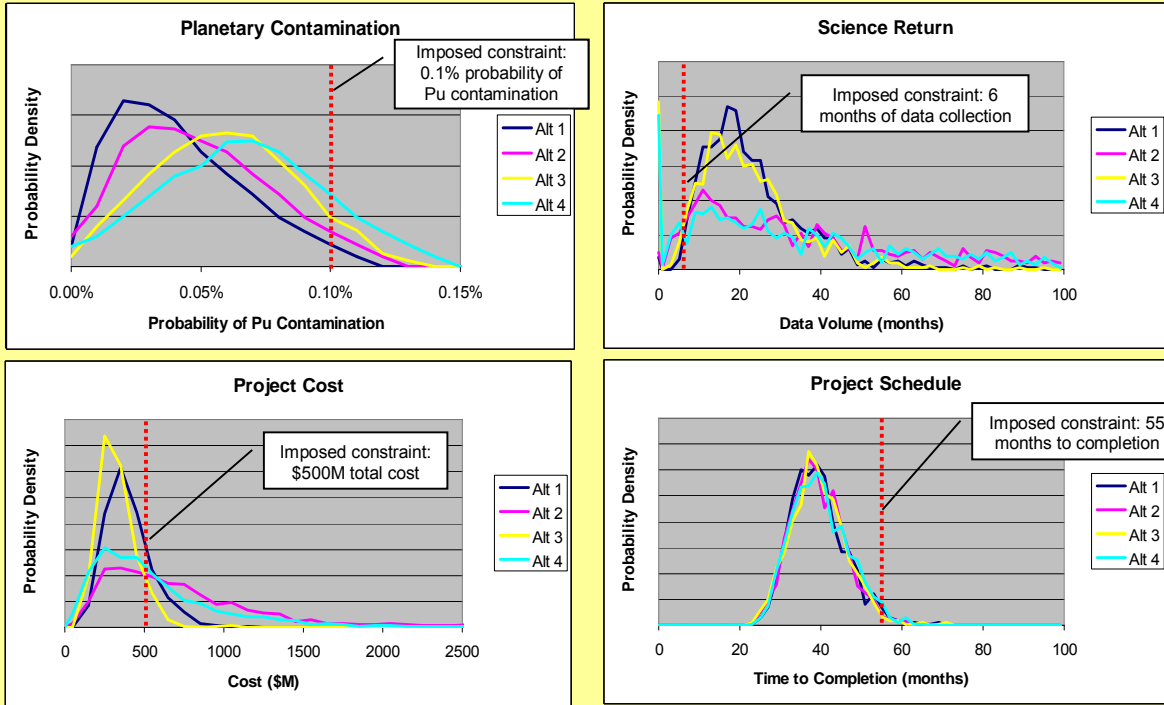 Planetary Contamination
Imposed constraint:
0.1% probability of
Pu contamination
Probability Density
Alt 1
Alt 2
Alt 3
Alt 4
0.00%
0.05%
0.10%
0.15%
Probability of Pu Contamination
Science Return
Imposed constraint: 6
months of data collection
Probability Density
Alt 1
Alt 2
Alt 3
Alt 4
0
20
40
60
80
100
Data Volume (months)
Project Cost
Imposed constraint:
$500M total cost
Probability Density
Alt 1
Alt 2
Alt 3
Alt 4
0
500
1000
1500
2000
2500
Cost ($M)
Project Schedule
Imposed constraint: 55
months to completion
Probability Density
Alt 1
Alt 2
Alt 3
Alt 4
0
20
40
60
80
100
Time to Completion (months)